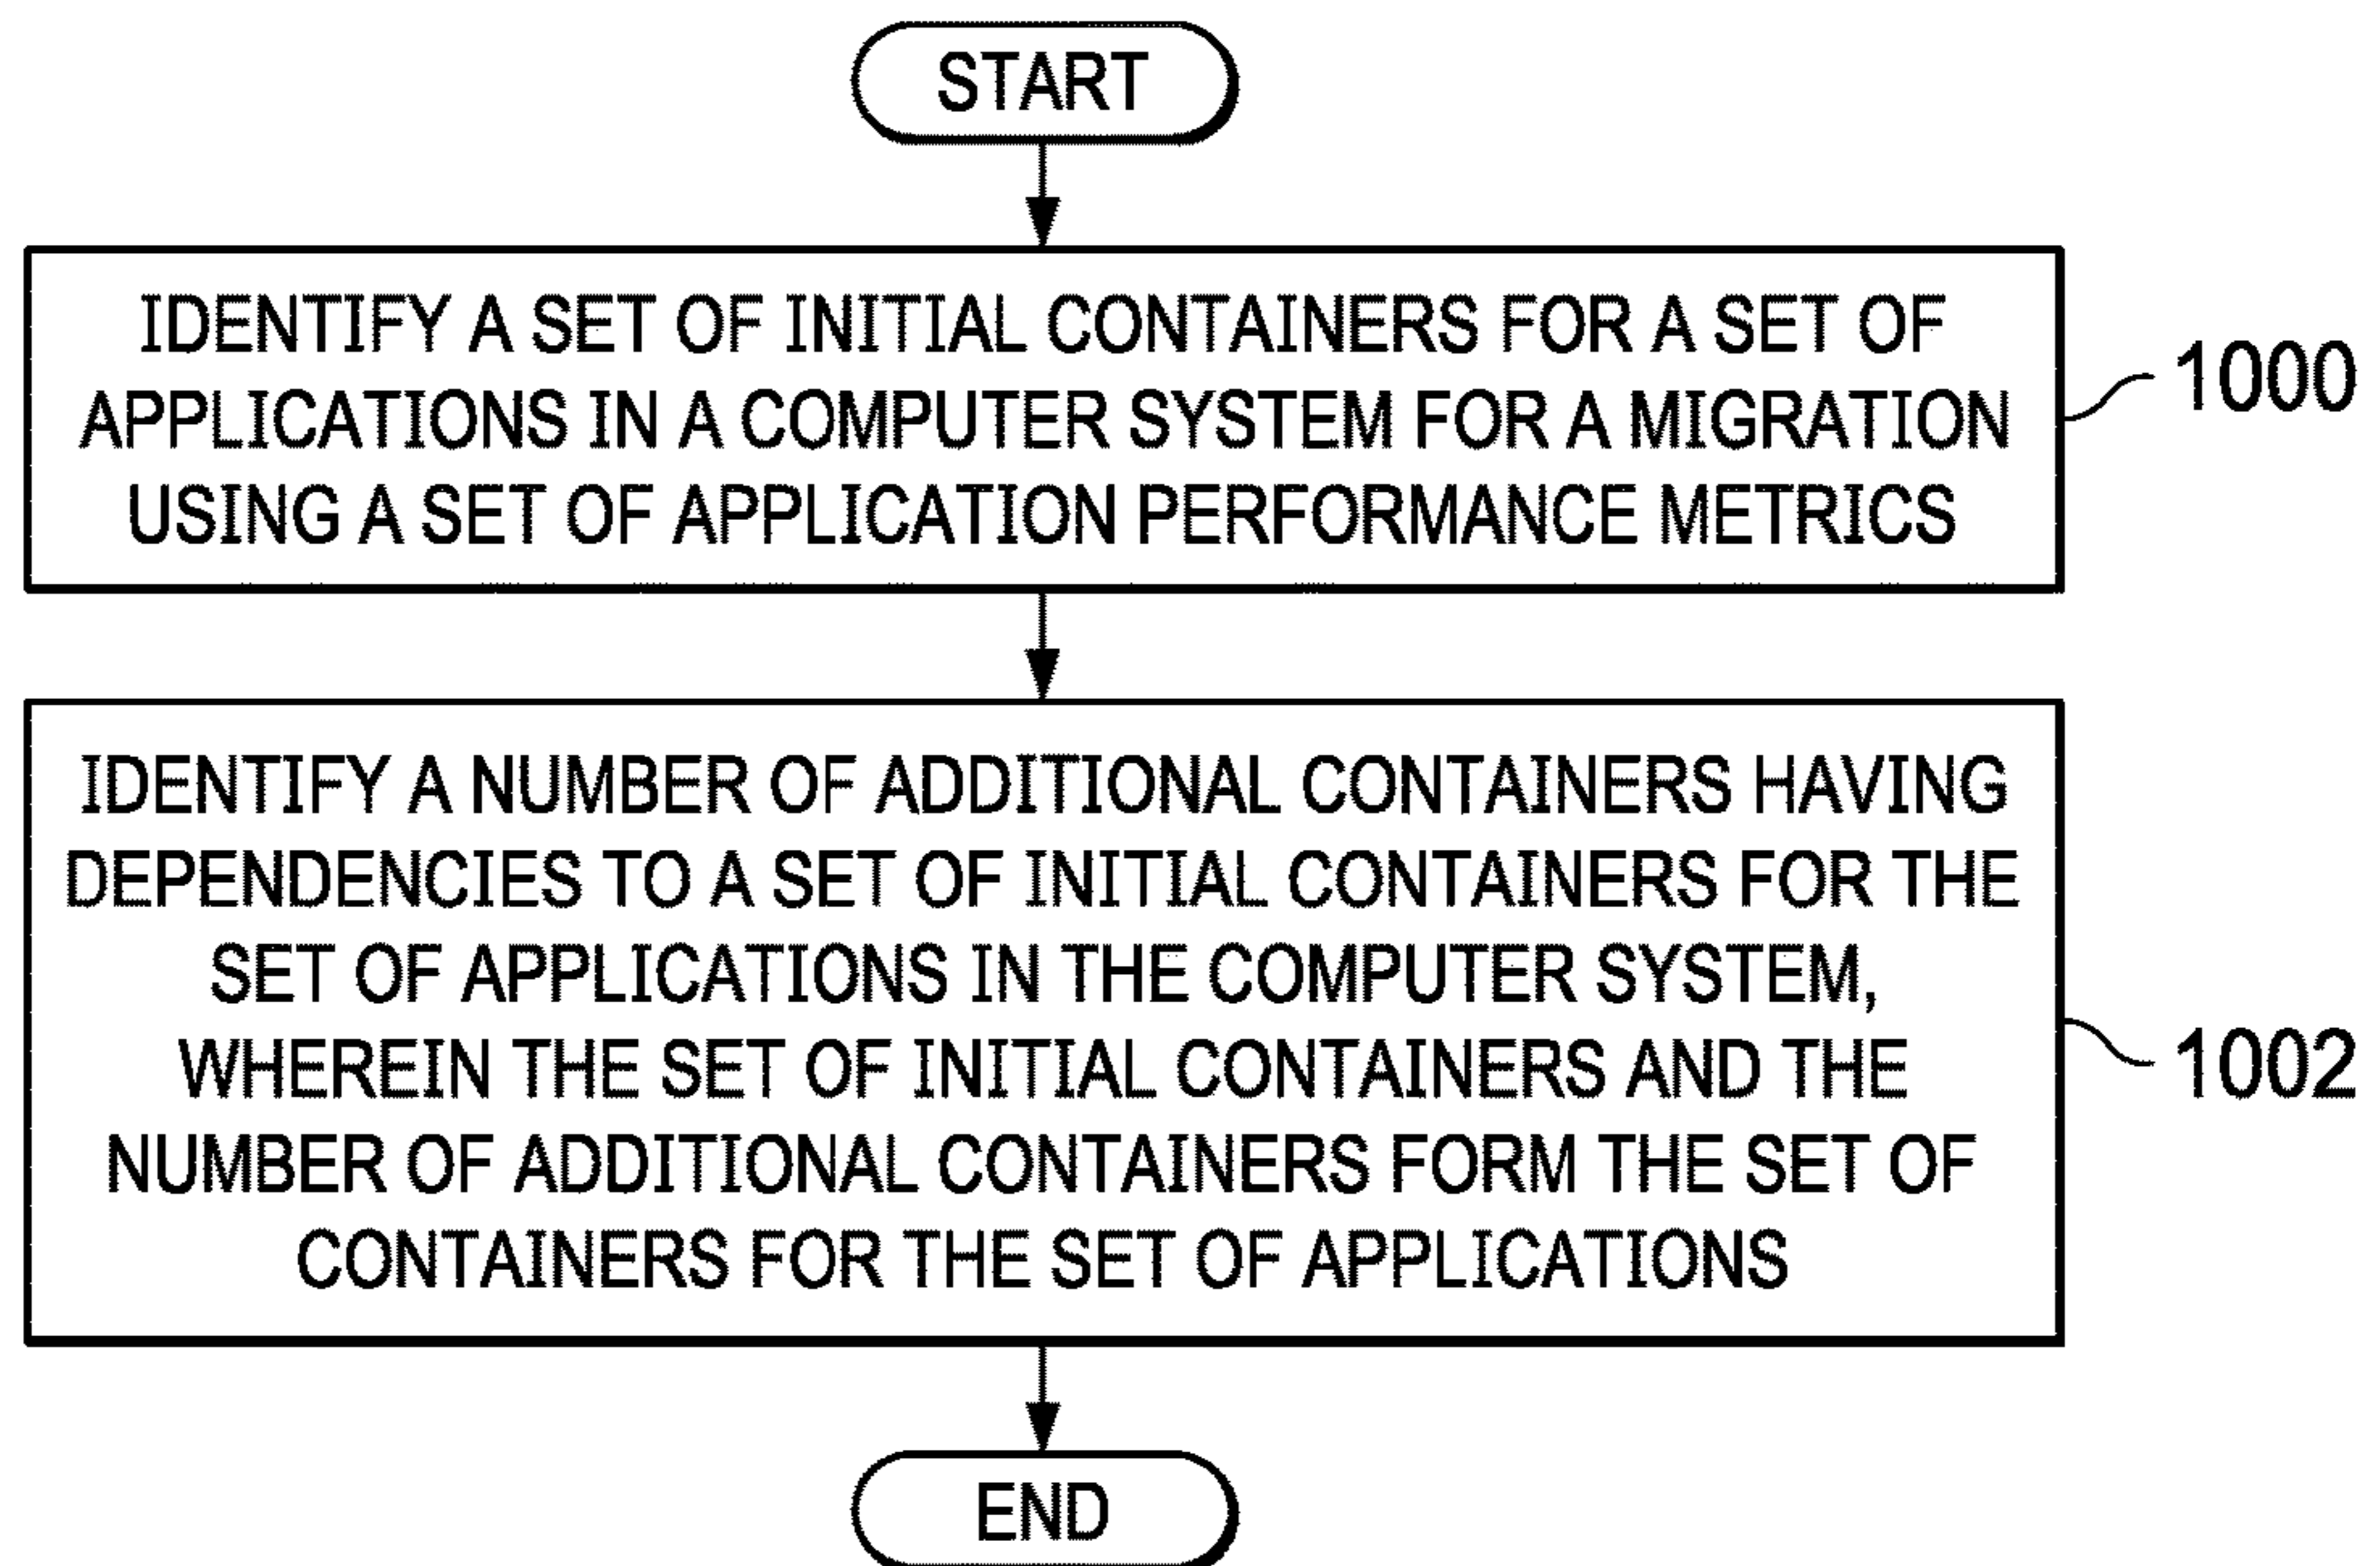 START
IDENTIFY A SET OF INITIAL CONTAINERS FOR A SET OF
APPLICATIONS IN A COMPUTER SYSTEM FOR A MIGRATION
USING A SET OF APPLICATION PERFORMANCE METRICS
1000
IDENTIFY A NUMBER OF ADDITIONAL CONTAINERS HAVING
DEPENDENCIES TO A SET OF INITIAL CONTAINERS FOR THE
SET OF APPLICATIONS IN THE COMPUTER SYSTEM,
WHEREIN THE SET OF INITIAL CONTAINERS AND THE
NUMBER OF ADDITIONAL CONTAINERS FORM THE SET OF
CONTAINERS FOR THE SET OF APPLICATIONS
1002
END